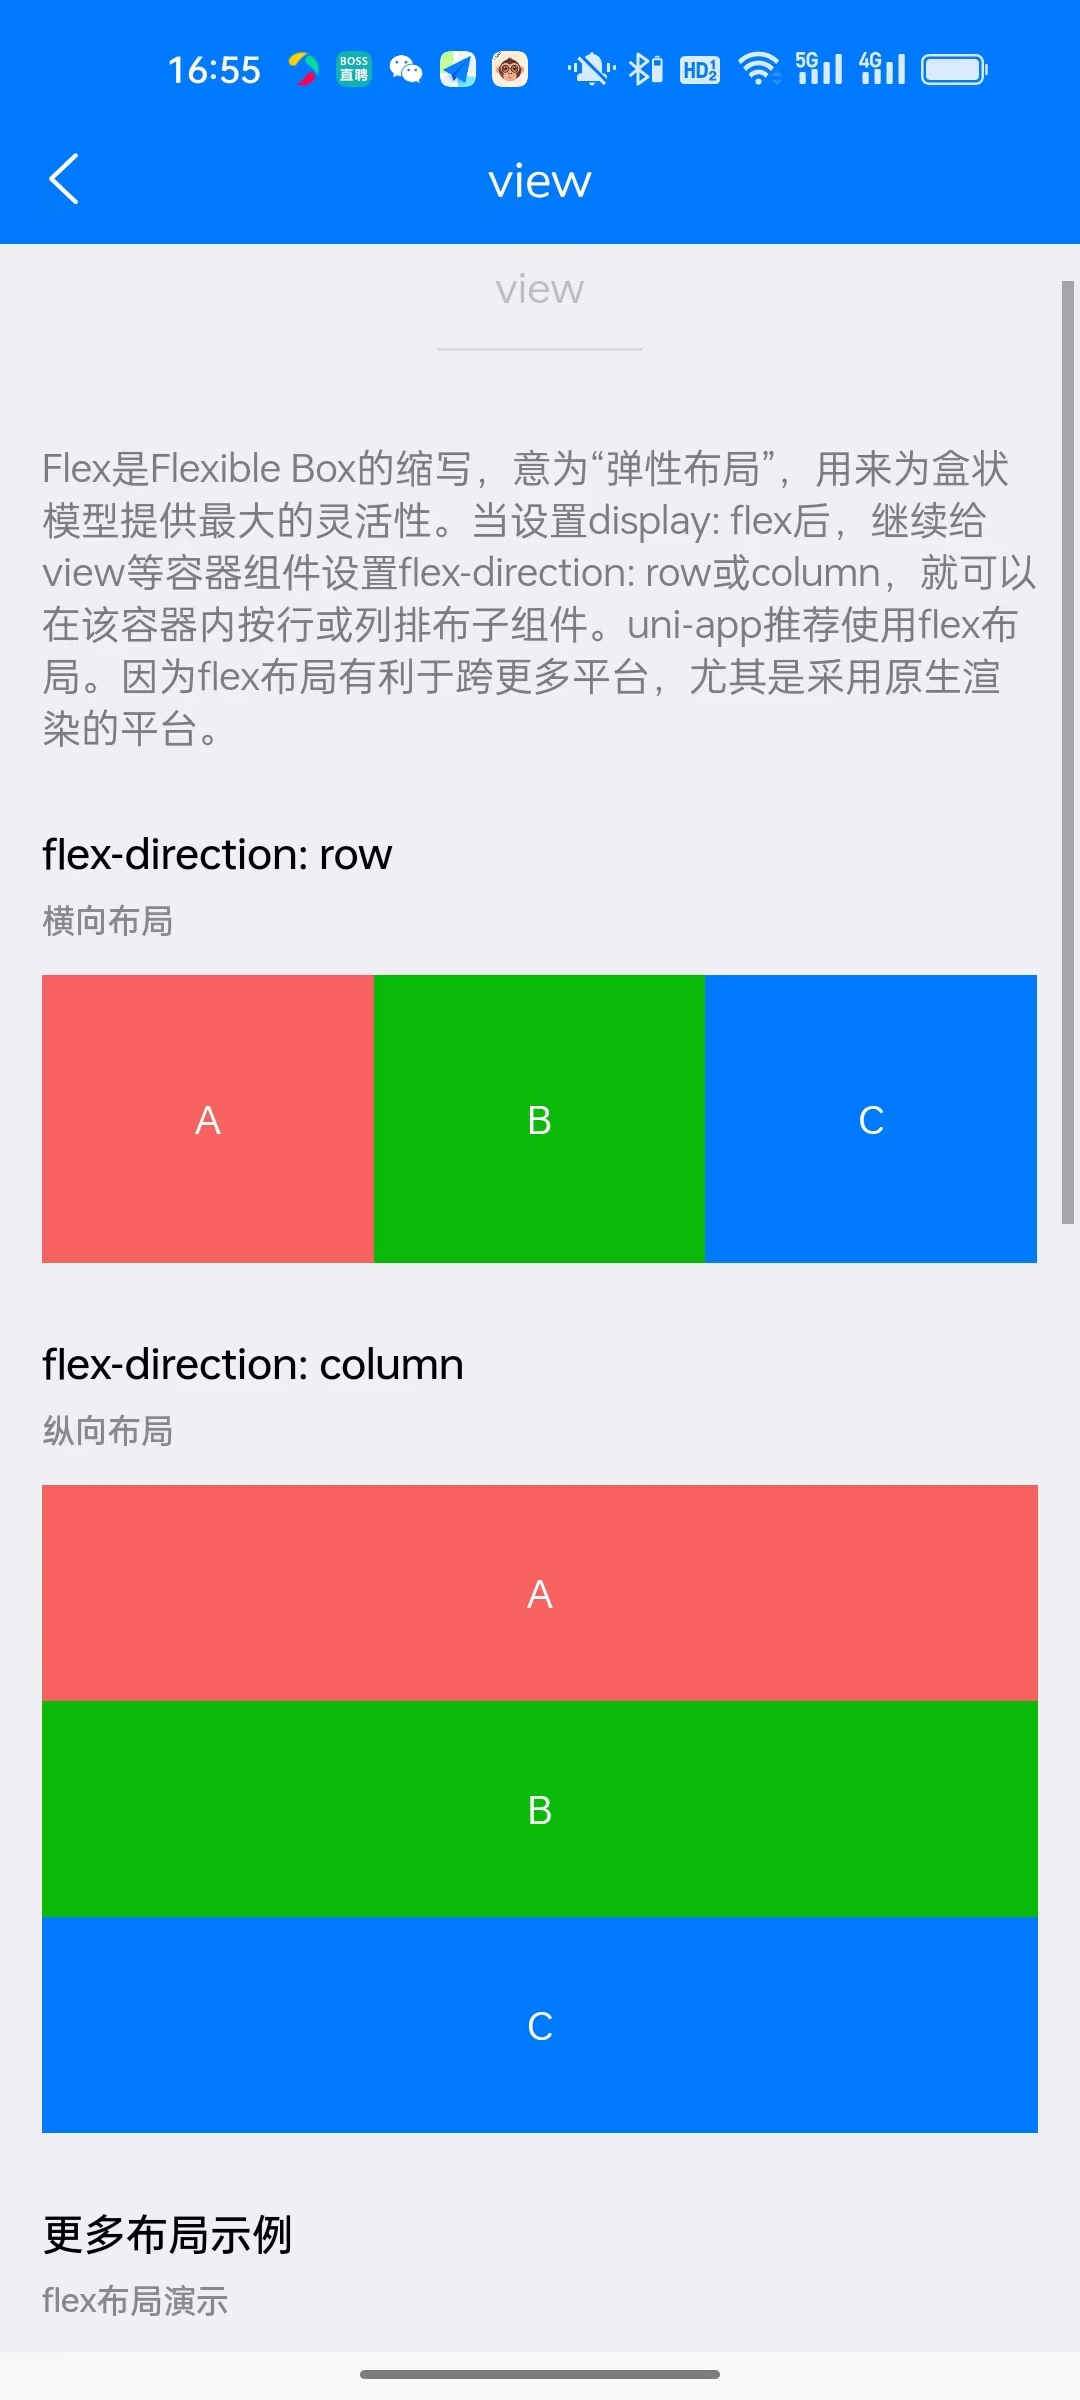 16:55
BOSS
直聘
HD 1 2
5G
4G
view
view
Flex是Flexible Box的缩写，意为“弹性布局”，用来为盒状
模型提供最大的灵活性。当设置display: flex后，继续给
view等容器组件设置flex-direction: row或column，就可以
在该容器内按行或列排布子组件。uni-app推荐使用flex布
局。因为flex布局有利于跨更多平台，尤其是采用原生渲
染的平台。
flex-direction: row
横向布局
A
B
C
flex-direction: column
纵向布局
A
B
C
更多布局示例
flex布局演示